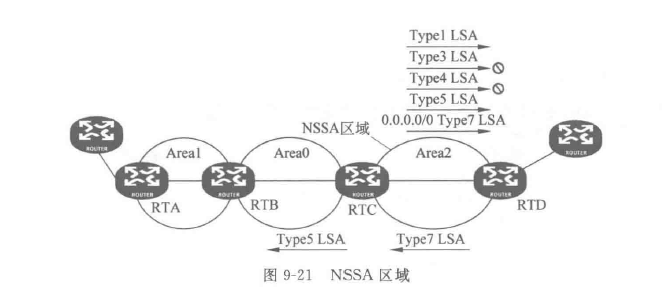 Type1 LSA
Type3 LSA
Type4 LSA
Type5 LSA
0.0.0.0/0 Type7 LSA
NSSA区域
ROUTER
Area1
Area0
Area2
ROUTER
ROUTER
ROUTER
ROUTER
ROUTER
RTA
RTB
RTC
RTD
Type5 LSA
Type7 LSA
图 9-21 NSSA 区域